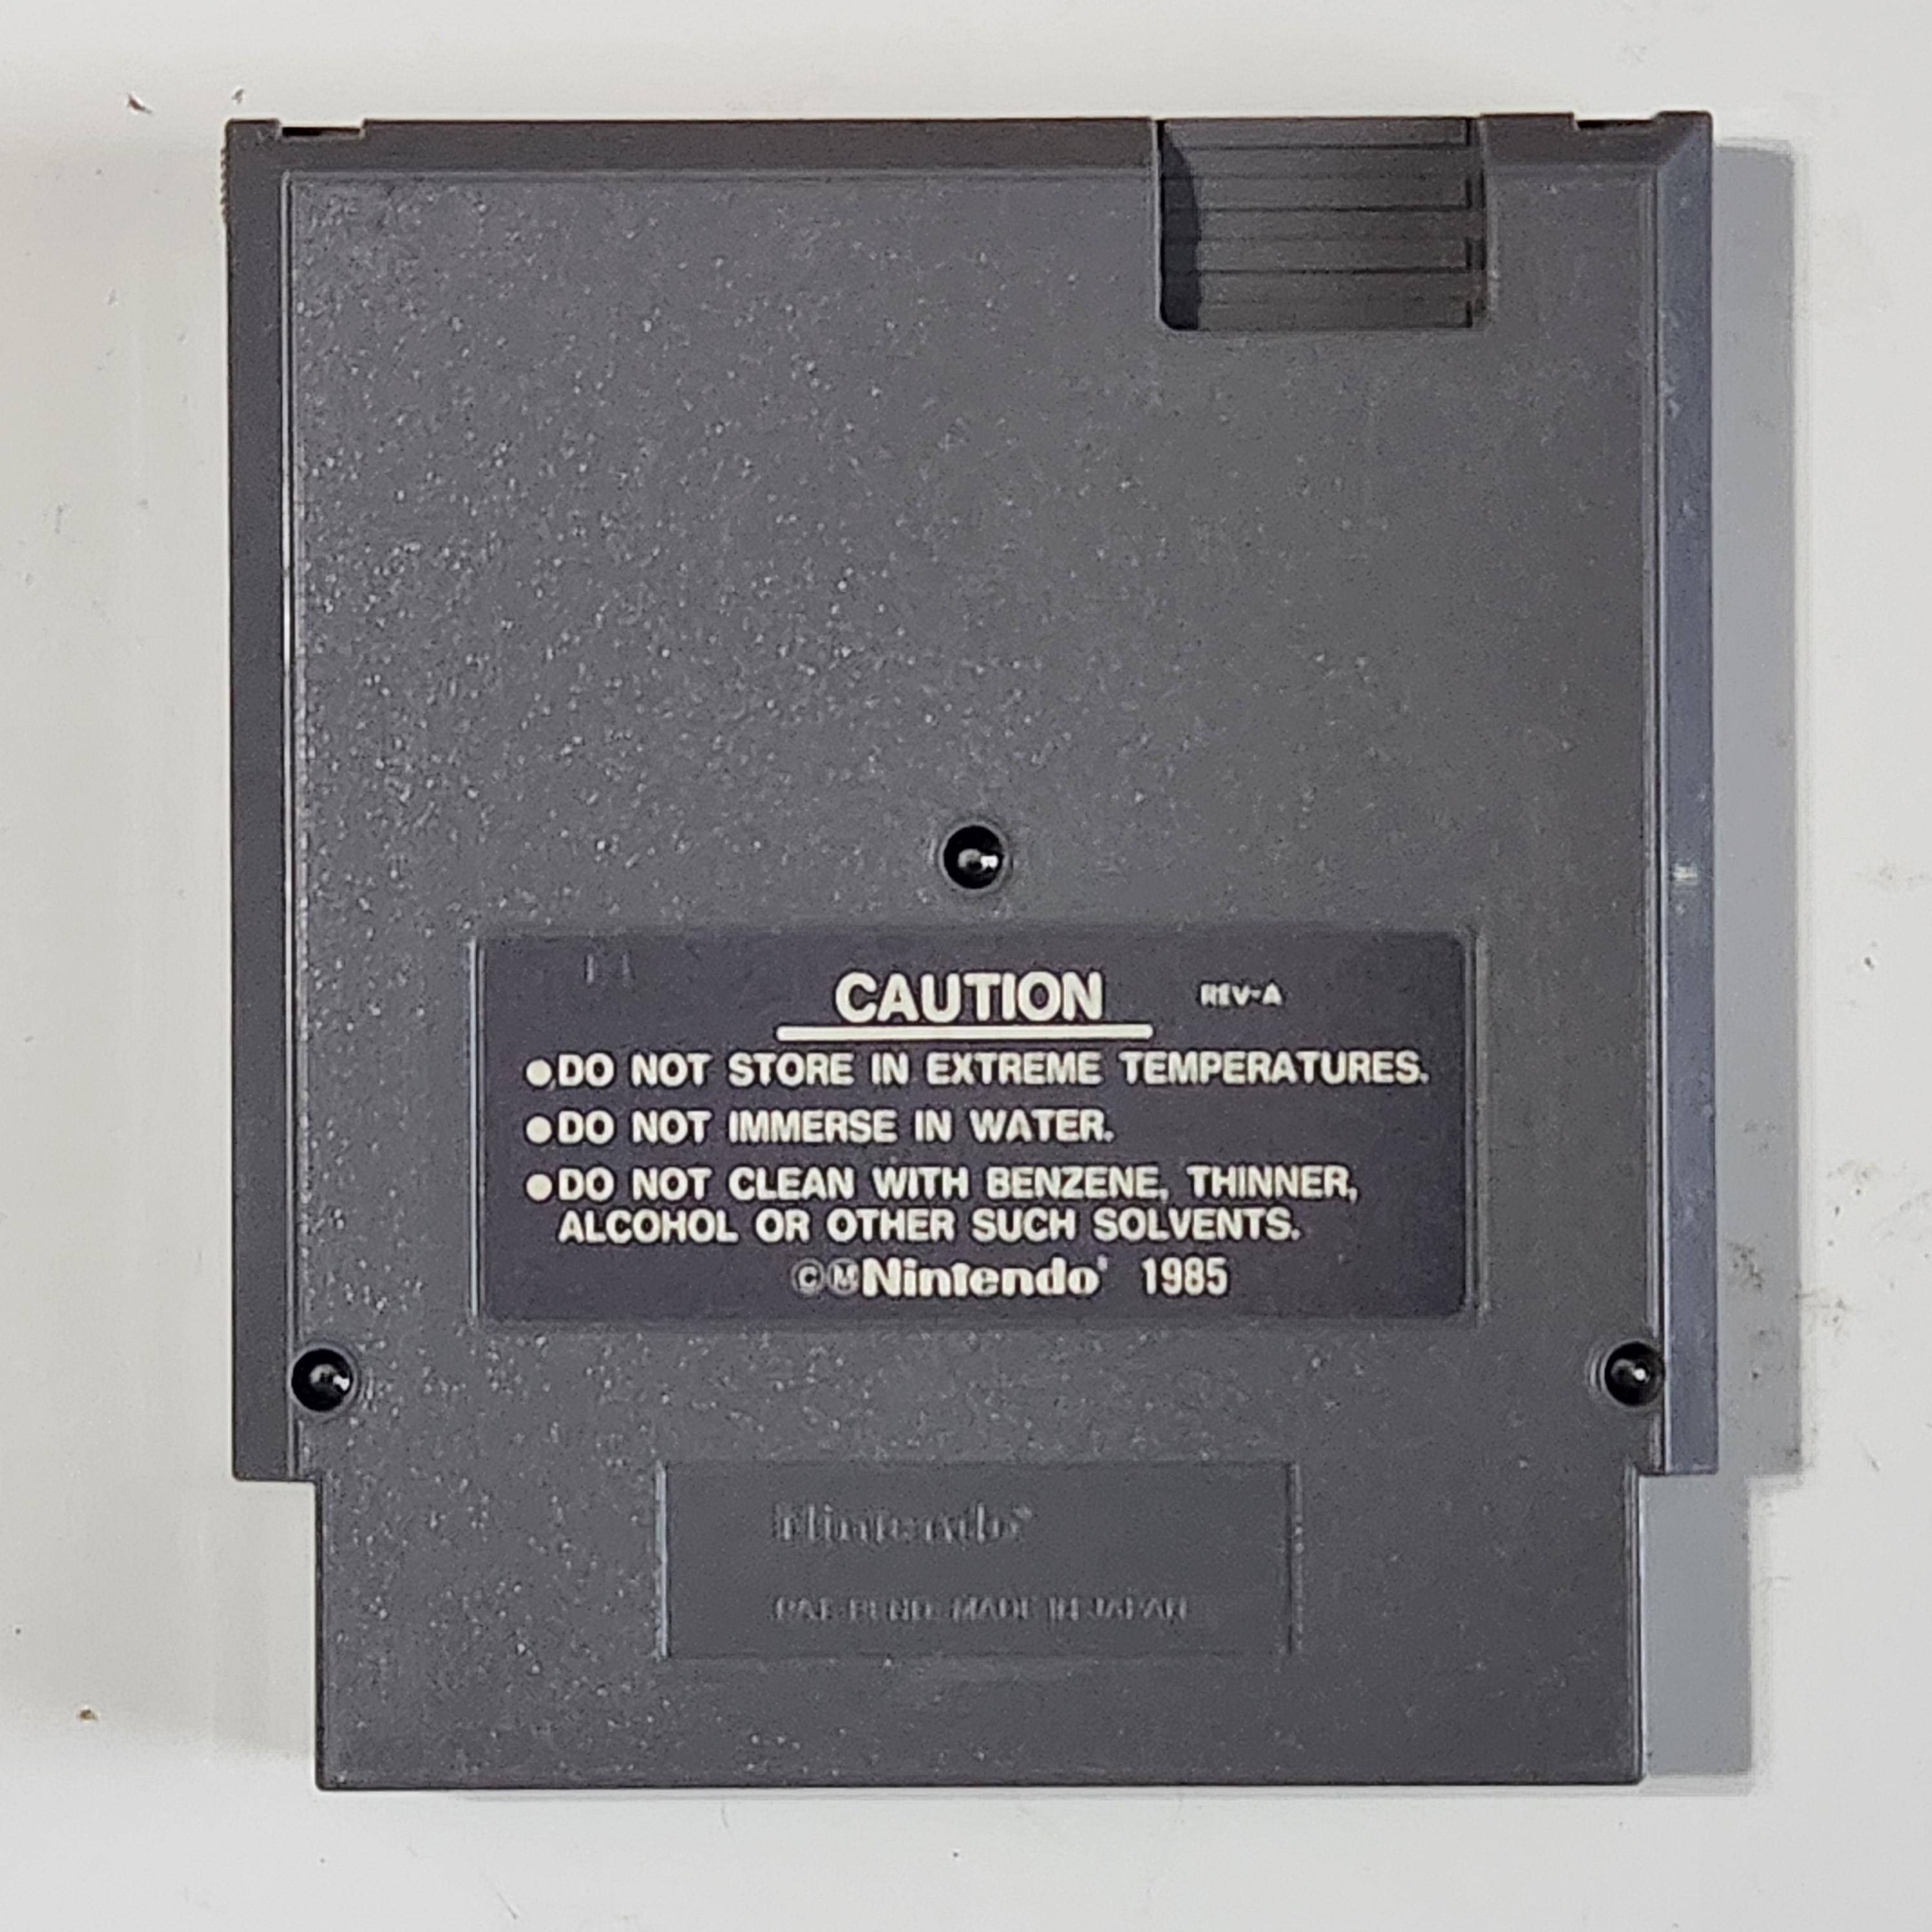 CAUTION REV-A
●DO NOT STORE IN EXTREME TEMPERATURES.
●DO NOT IMMERSE IN WATER.
●DO NOT CLEAN WITH BENZENE, THINNER,
ALCOHOL OR OTHER SUCH SOLVENTS.
©ⓂNintendo® 1985
Nintendo®
PAT. PEND. MADE IN JAPAN